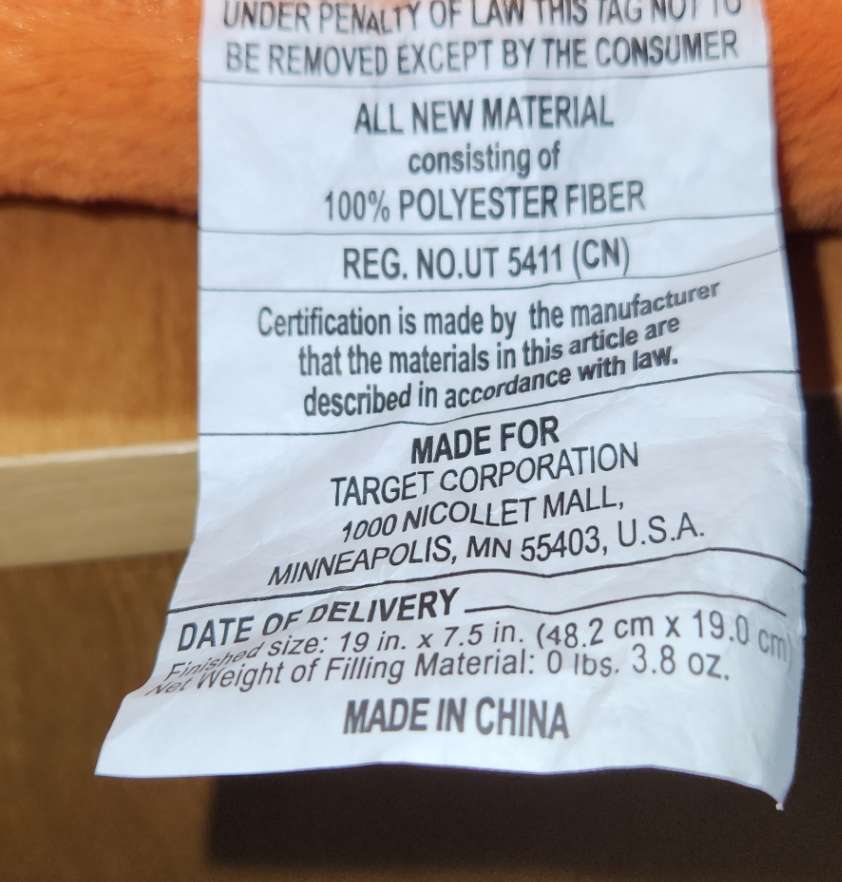 UNDER PENALTY OF LAW THIS TAG NOT TO
BE REMOVED EXCEPT BY THE CONSUMER
ALL NEW MATERIAL
consisting of
100% POLYESTER FIBER
REG. NO.UT 5411 (CN)
Certification is made by the manufacturer
that the materials in this article are
described in accordance with law.
MADE FOR
TARGET CORPORATION
1000 NICOLLET MALL,
MINNEAPOLIS, MN 55403, U.S.A.
DATE OF DELIVERY
Finished size: 19 in. x 7.5 in. (48.2 cm x 19.0 cm)
Net Weight of Filling Material: 0 lbs. 3.8 oz.
MADE IN CHINA